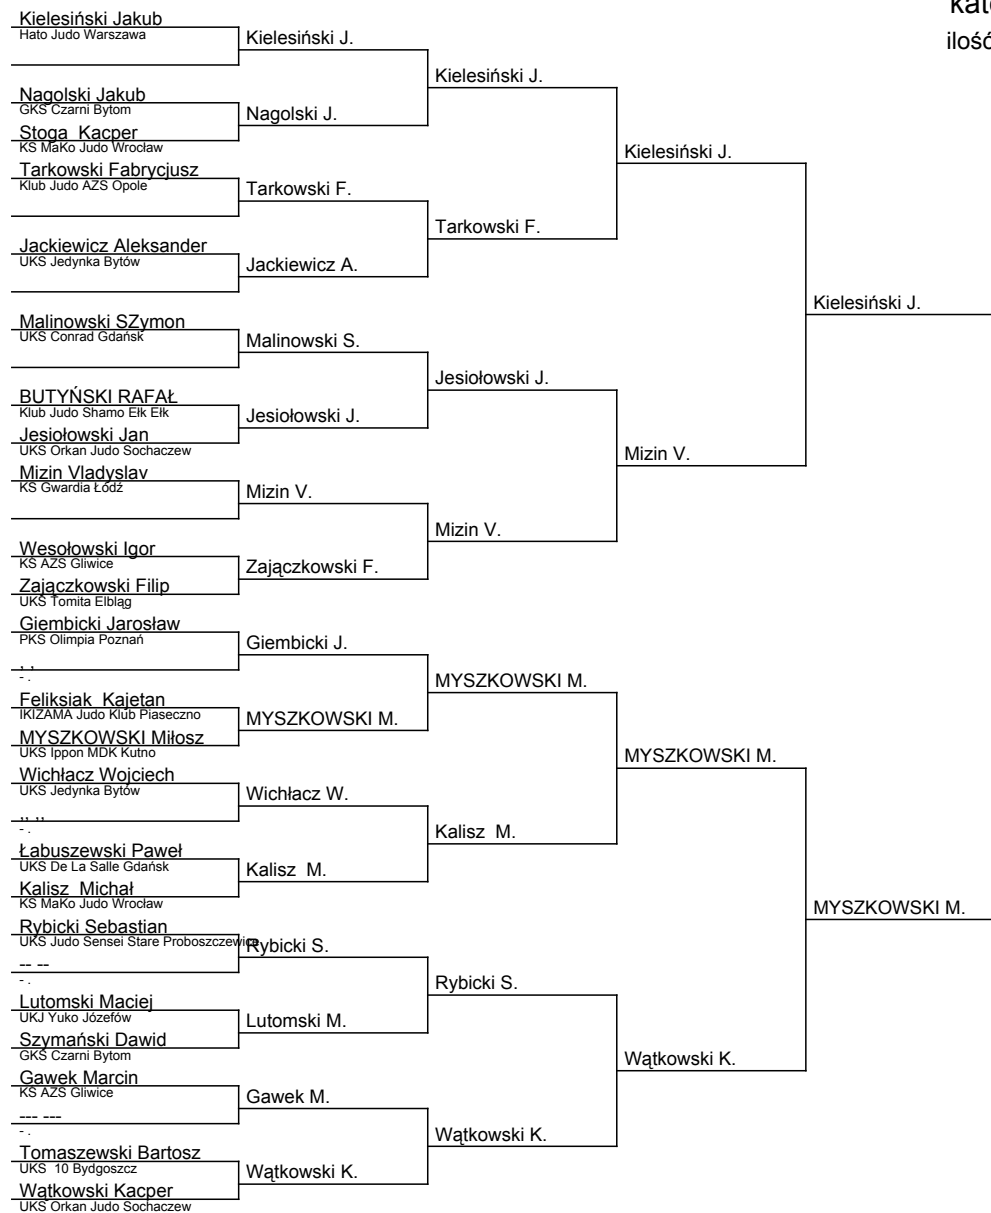 kate
ilość
Kielesiński Jakub
Hato Judo Warszawa
Nagolski Jakub
GKS Czarni Bytom
Stoga Kacper
KS MaKo Judo Wrocław
Tarkowski Fabrycjusz
Klub Judo AZS Opole
Jackiewicz Aleksander
UKS Jedynka Bytów
Malinowski SZymon
UKS Conrad Gdańsk
BUTYŃSKI RAFAŁ
Klub Judo Shamo Ełk Ełk
Jesiołowski Jan
UKS Orkan Judo Sochaczew
Mizin Vladyslav
KS Gwardia Łódź
Wesołowski Igor
KS AZS Gliwice
Zajączkowski Filip
UKS Tomita Elbląg
Giembicki Jarosław
PKS Olimpia Poznań
, ,
- .
Feliksiak Kajetan
IKIZAMA Judo Klub Piaseczno
MYSZKOWSKI Miłosz
UKS Ippon MDK Kutno
Wichłacz Wojciech
UKS Jedynka Bytów
,, ,,
- .
Łabuszewski Paweł
UKS De La Salle Gdańsk
Kalisz Michał
KS MaKo Judo Wrocław
Rybicki Sebastian
UKS Judo Sensei Stare Proboszczewice
-- --
- .
Lutomski Maciej
UKJ Yuko Józefów
Szymański Dawid
GKS Czarni Bytom
Gawek Marcin
KS AZS Gliwice
--- ---
- .
Tomaszewski Bartosz
UKS 10 Bydgoszcz
Wątkowski Kacper
UKS Orkan Judo Sochaczew
Kielesiński J.
Nagolski J.
Tarkowski F.
Jackiewicz A.
Malinowski S.
Jesiołowski J.
Mizin V.
Zajączkowski F.
Giembicki J.
MYSZKOWSKI M.
Wichłacz W.
Kalisz M.
Rybicki S.
Lutomski M.
Gawek M.
Wątkowski K.
Kielesiński J.
Tarkowski F.
Jesiołowski J.
Mizin V.
MYSZKOWSKI M.
Kalisz M.
Rybicki S.
Wątkowski K.
Kielesiński J.
Mizin V.
MYSZKOWSKI M.
Wątkowski K.
Kielesiński J.
MYSZKOWSKI M.